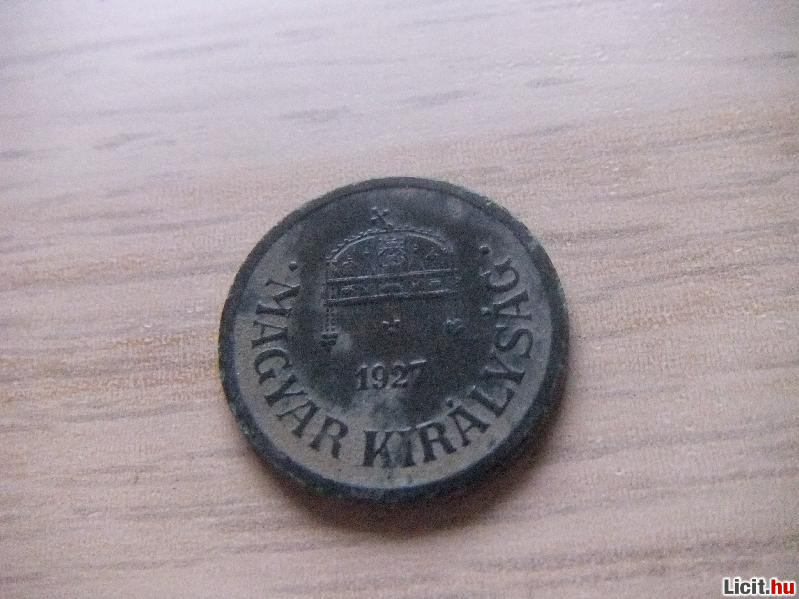 · MAGYAR KIRÁLYSÁG ·
1927
Licit.hu